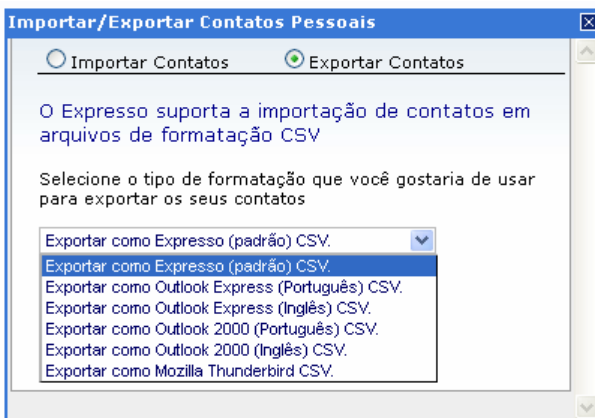 Importar/Exportar Contatos Pessoais
Importar Contatos Exportar Contatos
O Expresso suporta a importação de contatos em
arquivos de formatação CSV
Selecione o tipo de formatação que você gostaria de usar
para exportar os seus contatos
Exportar como Expresso (padrão) CSV.
Exportar como Expresso (padrão) CSV.
Exportar como Outlook Express (Português) CSV.
Exportar como Outlook Express (Inglês) CSV.
Exportar como Outlook 2000 (Português) CSV.
Exportar como Outlook 2000 (Inglês) CSV.
Exportar como Mozilla Thunderbird CSV.